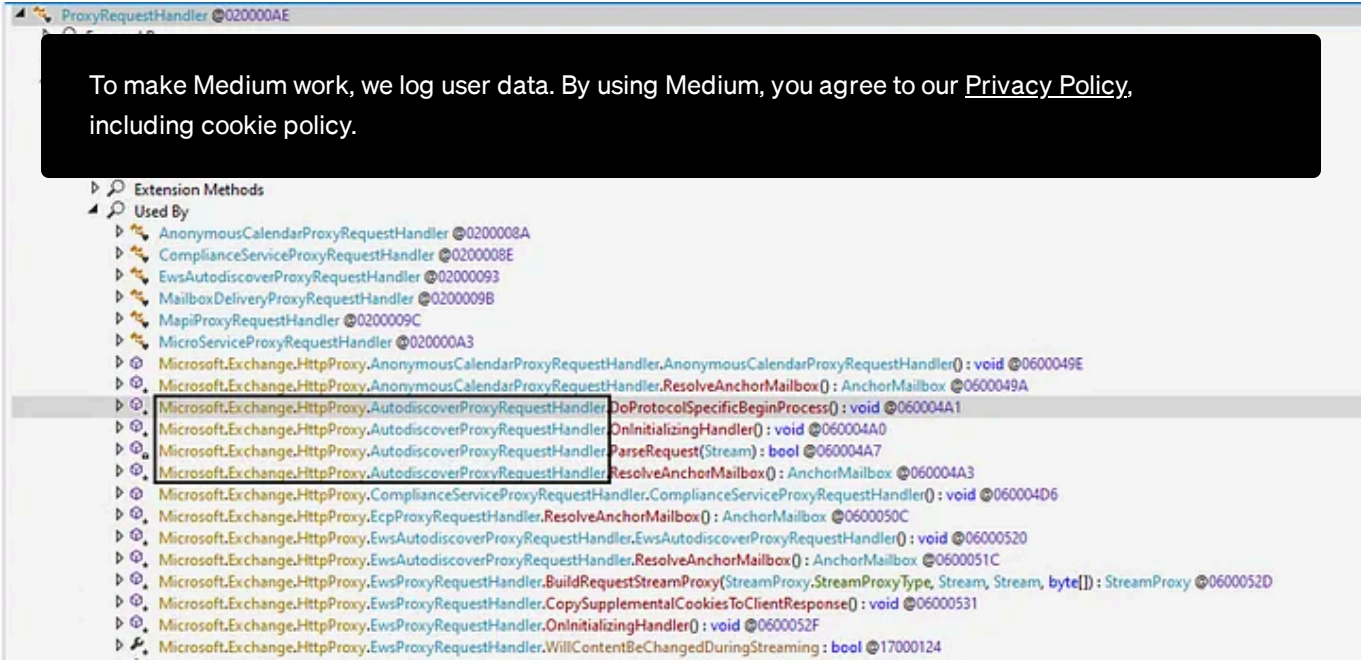 ProxyRequestHandler @020000AE
To make Medium work, we log user data. By using Medium, you agree to our Privacy Policy,
including cookie policy.
Extension Methods
Used By
AnonymousCalendarProxyRequestHandler @0200008A
ComplianceServiceProxyRequestHandler @0200008E
EwsAutodiscoverProxyRequestHandler @02000093
MailboxDeliveryProxyRequestHandler @0200009B
MapiProxyRequestHandler @0200009C
MicroServiceProxyRequestHandler @020000A3
Microsoft.Exchange.HttpProxy.AnonymousCalendarProxyRequestHandler.AnonymousCalendarProxyRequestHandler() : void @0600049E
Microsoft.Exchange.HttpProxy.AnonymousCalendarProxyRequestHandler.ResolveAnchorMailbox() : AnchorMailbox @0600049A
Microsoft.Exchange.HttpProxy.AutodiscoverProxyRequestHandler.DoProtocolSpecificBeginProcess() : void @060004A1
Microsoft.Exchange.HttpProxy.AutodiscoverProxyRequestHandler.OnInitializingHandler() : void @060004A0
Microsoft.Exchange.HttpProxy.AutodiscoverProxyRequestHandler.ParseRequest(Stream) : bool @060004A7
Microsoft.Exchange.HttpProxy.AutodiscoverProxyRequestHandler.ResolveAnchorMailbox() : AnchorMailbox @060004A3
Microsoft.Exchange.HttpProxy.ComplianceServiceProxyRequestHandler.ComplianceServiceProxyRequestHandler() : void @060004D6
Microsoft.Exchange.HttpProxy.EcpProxyRequestHandler.ResolveAnchorMailbox() : AnchorMailbox @0600050C
Microsoft.Exchange.HttpProxy.EwsAutodiscoverProxyRequestHandler.EwsAutodiscoverProxyRequestHandler() : void @06000520
Microsoft.Exchange.HttpProxy.EwsAutodiscoverProxyRequestHandler.ResolveAnchorMailbox() : AnchorMailbox @0600051C
Microsoft.Exchange.HttpProxy.EwsProxyRequestHandler.BuildRequestStreamProxy(StreamProxy.StreamProxyType, Stream, Stream, byte[]) : StreamProxy @0600052D
Microsoft.Exchange.HttpProxy.EwsProxyRequestHandler.CopySupplementalCookiesToClientResponse() : void @06000531
Microsoft.Exchange.HttpProxy.EwsProxyRequestHandler.OnInitializingHandler() : void @0600052F
Microsoft.Exchange.HttpProxy.EwsProxyRequestHandler.WillContentBeChangedDuringStreaming : bool @17000124